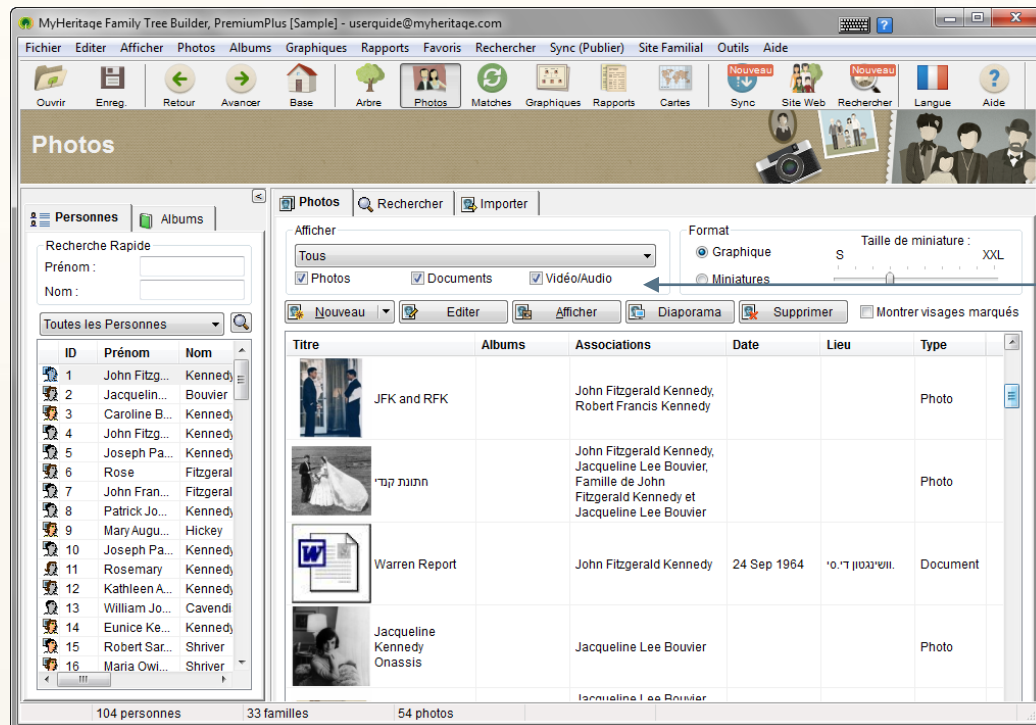 MyHeritage Family Tree Builder, PremiumPlus [Sample] - userguide@myheritage.com
Fichier Editer Afficher Photos Albums Graphiques Rapports Favoris Rechercher Sync (Publier) Site Familial Outils Aide
Nouveau Nouveau
Ouvrir Enreg. Retour Avancer Base Arbre Photos Matches Graphiques Rapports Cartes Sync Site Web Rechercher Langue Aide
Photos
Personnes Albums
Recherche Rapide
Prénom :
Nom :
Toutes les Personnes
ID Prénom Nom
1 John Fitzg... Kennedy
2 Jacquelin... Bouvier
3 Caroline B... Kennedy
4 John Fitzg... Kennedy
5 Joseph Pa... Kennedy
6 Rose Fitzgeral
7 John Fran... Fitzgeral
8 Patrick Jo... Kennedy
9 Mary Augu... Hickey
10 Joseph Pa... Kennedy
11 Rosemary Kennedy
12 Kathleen A... Kennedy
13 William Jo... Cavendi
14 Eunice Ke... Kennedy
15 Robert Sar... Shriver
16 Maria Owi... Shriver
Photos Rechercher Importer
Afficher
Tous
Photos Documents Vidéo/Audio
Format
Graphique
Miniatures
Taille de miniature :
S XXL
Nouveau Editer Afficher Diaporama Supprimer Montrer visages marqués
Titre Albums Associations Date Lieu Type
JFK and RFK
John Fitzgerald Kennedy,
Robert Francis Kennedy
Photo
חתונת קנדי
John Fitzgerald Kennedy,
Jacqueline Lee Bouvier,
Famille de John
Fitzgerald Kennedy et
Jacqueline Lee Bouvier
Photo
W
Warren Report
John Fitzgerald Kennedy
24 Sep 1964
וושינגטון די.סי.
Document
Jacqueline
Kennedy
Onassis
Jacqueline Lee Bouvier
Photo
Jacqueline Lee Bouvier
104 personnes 33 familles 54 photos